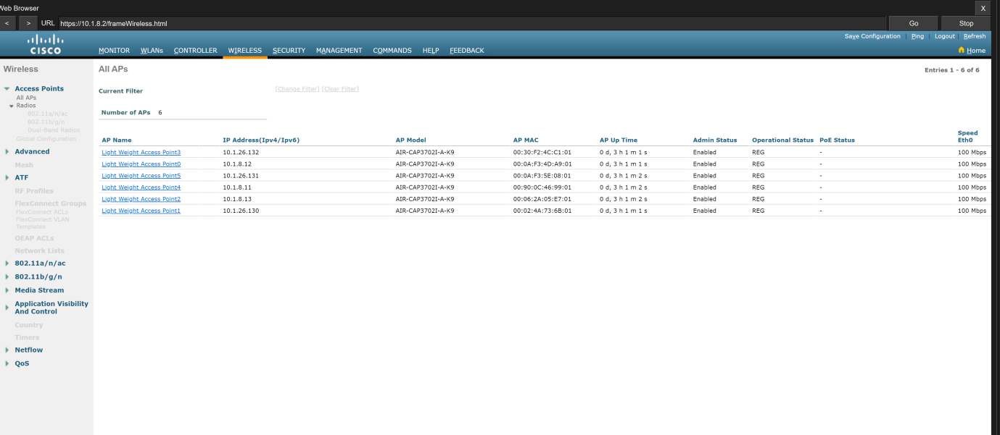 Web Browser X
< > URL https://10.1.8.2/frameWireless.html Go Stop
Save Configuration | Ping | Logout | Refresh
CISCO MONITOR WLANs CONTROLLER WIRELESS SECURITY MANAGEMENT COMMANDS HELP FEEDBACK Home
Wireless
Access Points
All APs
Radios
802.11a/n/ac
802.11b/g/n
Dual-Band Radios
Global Configuration
Advanced
Mesh
ATF
RF Profiles
FlexConnect Groups
FlexConnect ACLs
FlexConnect VLAN
Templates
OEAP ACLs
Network Lists
802.11a/n/ac
802.11b/g/n
Media Stream
Application Visibility
And Control
Country
Timers
Netflow
QoS
All APs Entries 1 - 6 of 6
Current Filter [Change Filter] [Clear Filter]
Number of APs 6
AP Name IP Address(Ipv4/Ipv6) AP Model AP MAC AP Up Time Admin Status Operational Status PoE Status Speed Eth0
Light Weight Access Point3 10.1.26.132 AIR-CAP3702I-A-K9 00:30:F2:4C:C1:01 0 d, 3 h 1 m 1 s Enabled REG - 100 Mbps
Light Weight Access Point0 10.1.8.12 AIR-CAP3702I-A-K9 00:0A:F3:4D:A9:01 0 d, 3 h 1 m 1 s Enabled REG - 100 Mbps
Light Weight Access Point5 10.1.26.131 AIR-CAP3702I-A-K9 00:0A:F3:5E:08:01 0 d, 3 h 1 m 2 s Enabled REG - 100 Mbps
Light Weight Access Point4 10.1.8.11 AIR-CAP3702I-A-K9 00:90:0C:46:99:01 0 d, 3 h 1 m 2 s Enabled REG - 100 Mbps
Light Weight Access Point2 10.1.8.13 AIR-CAP3702I-A-K9 00:06:2A:05:E7:01 0 d, 3 h 1 m 2 s Enabled REG - 100 Mbps
Light Weight Access Point1 10.1.26.130 AIR-CAP3702I-A-K9 00:02:4A:73:6B:01 0 d, 3 h 1 m 1 s Enabled REG - 100 Mbps